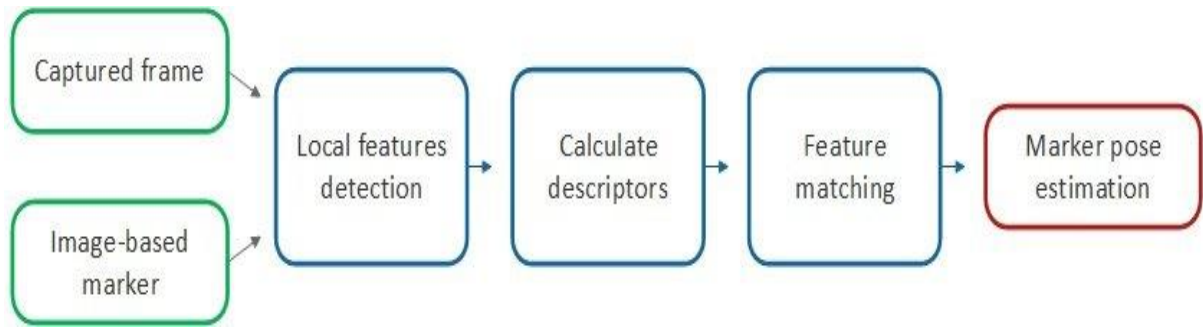 Captured frame
Image-based
marker
Local features
detection
Calculate
descriptors
Feature
matching
Marker pose
estimation